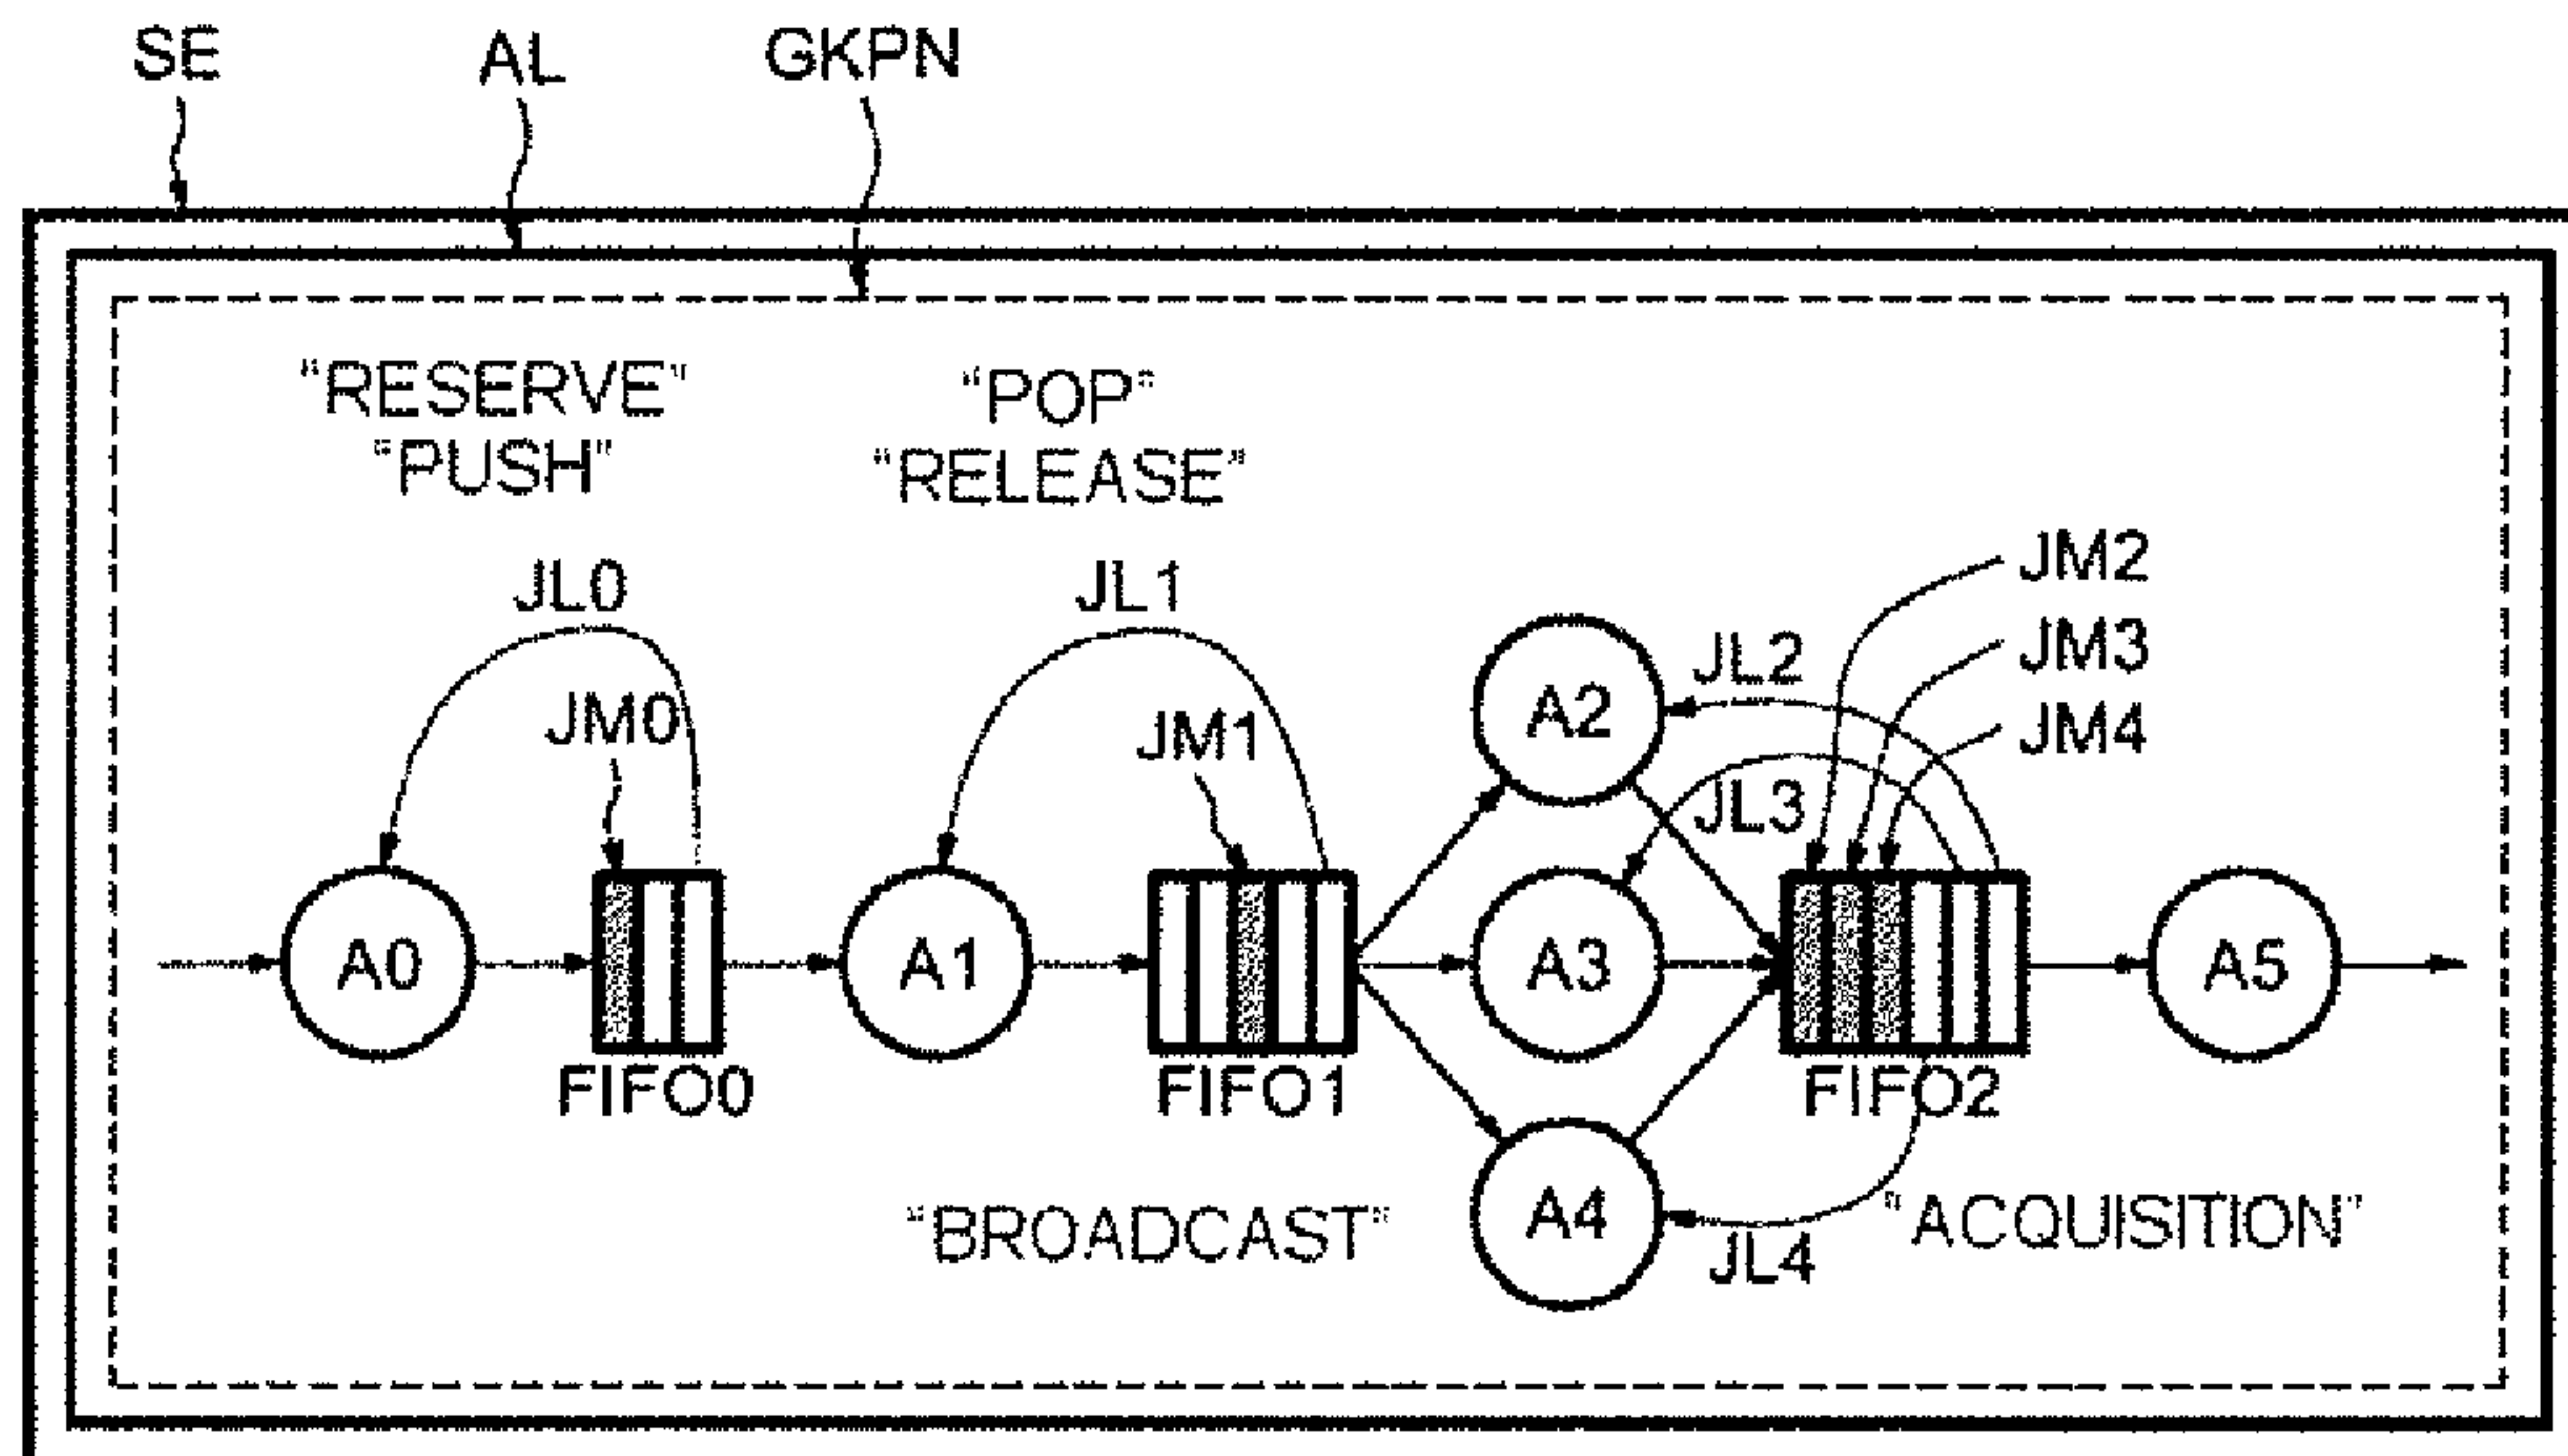 SE
AL
GKPN
"RESERVE"
"PUSH"
"POP"
"RELEASE"
JL0
JL1
JM0
JM1
JL2
JL3
JM2
JM3
JM4
A0
A1
A2
A3
A4
A5
FIFO0
FIFO1
FIFO2
"BROADCAST"
JL4
"ACQUISITION"